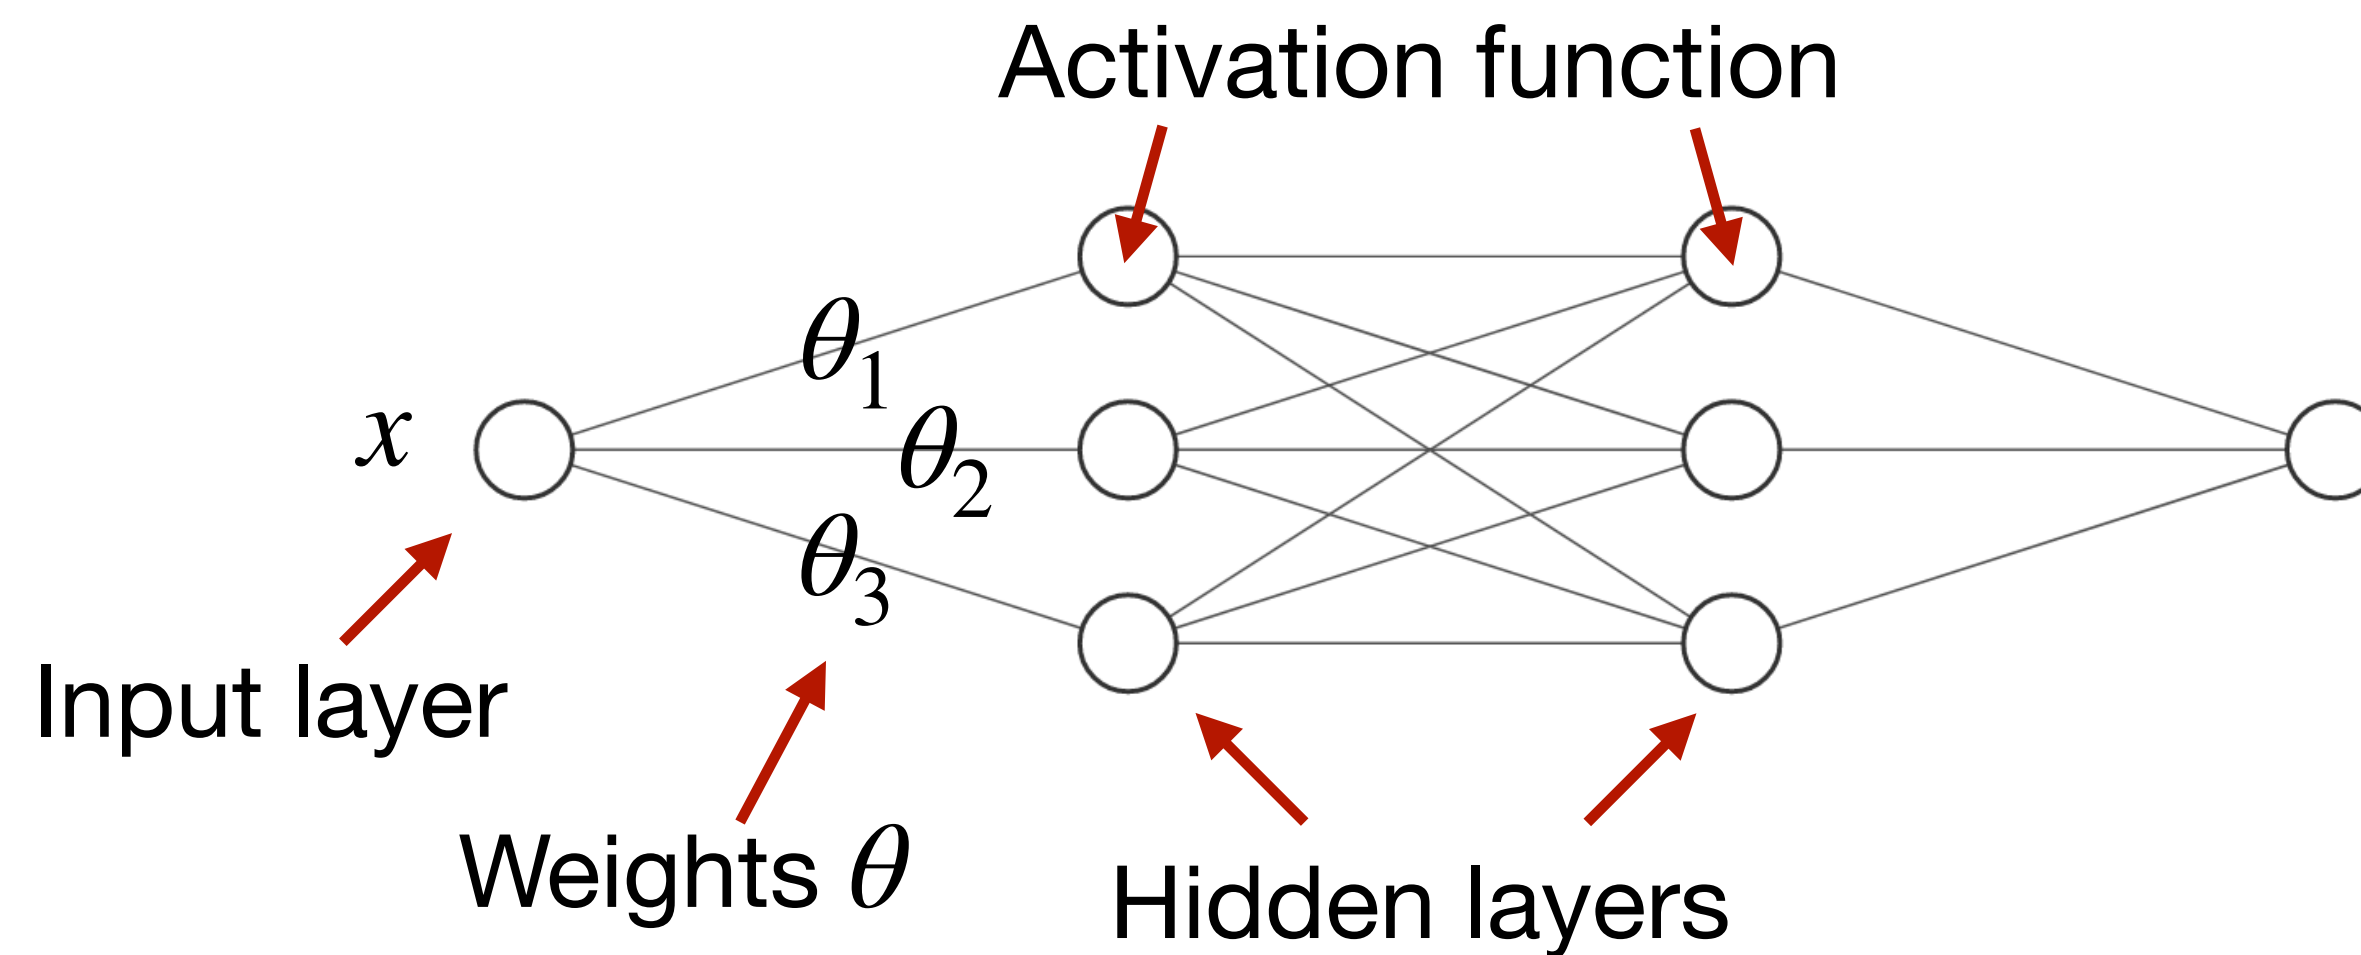 Activation function
θ₁
x
θ₂
θ₃
Input layer
Weights θ
Hidden layers